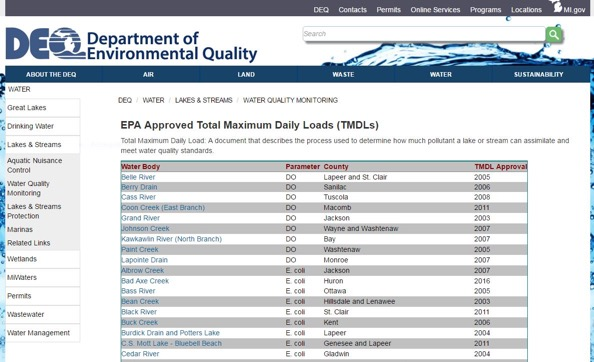 DEQ Contacts Permits Online Services Programs Locations MI.gov
DEQ Department of
Environmental Quality
Search
ABOUT THE DEQ AIR LAND WASTE WATER SUSTAINABILITY
WATER
Great Lakes
Drinking Water
Lakes & Streams
Aquatic Nuisance
Control
Water Quality
Monitoring
Lakes & Streams
Protection
Marinas
Related Links
Wetlands
MiWaters
Permits
Wastewater
Water Management
DEQ / WATER / LAKES & STREAMS / WATER QUALITY MONITORING
EPA Approved Total Maximum Daily Loads (TMDLs)
Total Maximum Daily Load: A document that describes the process used to determine how much pollutant a lake or stream can assimilate and
meet water quality standards.
Water Body Parameter County TMDL Approval
Belle River DO Lapeer and St. Clair 2005
Berry Drain DO Sanilac 2006
Cass River DO Tuscola 2008
Coon Creek (East Branch) DO Macomb 2011
Grand River DO Jackson 2003
Johnson Creek DO Wayne and Washtenaw 2007
Kawkawlin River (North Branch) DO Bay 2007
Paint Creek DO Washtenaw 2005
Lapointe Drain DO Monroe 2007
Albrow Creek E. coli Jackson 2007
Bad Axe Creek E. coli Huron 2016
Bass River E. coli Ottawa 2005
Bean Creek E. coli Hillsdale and Lenawee 2003
Black River E. coli St. Clair 2011
Buck Creek E. coli Kent 2006
Burdick Drain and Potters Lake E. coli Lapeer 2004
C.S. Mott Lake - Bluebell Beach E. coli Genesee and Lapeer 2011
Cedar River E. coli Gladwin 2004